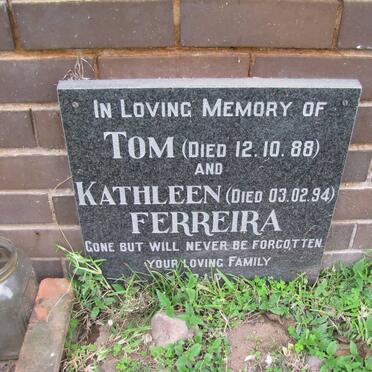 IN LOVING MEMORY OF
TOM (DIED 12.10.88)
AND
KATHLEEN (DIED 03.02.94)
FERREIRA
GONE BUT WILL NEVER BE FORGOTTEN.
YOUR LOVING FAMILY